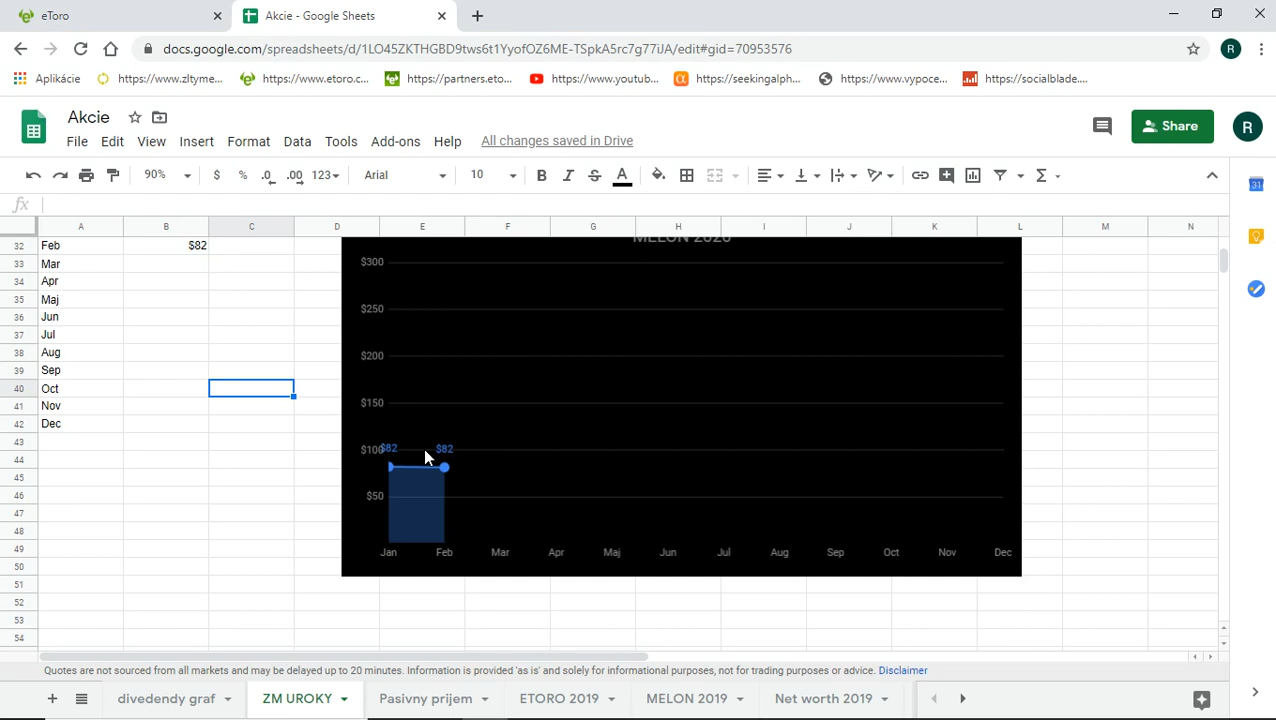 eToro
Akcie - Google Sheets
docs.google.com/spreadsheets/d/1LO45ZKTHGBD9tws6t1YyofOZ6ME-TSpkA5rc7g77iJA/edit#gid=70953576
R
Aplikácie https://www.zltyme... https://www.etoro.c... https://partners.eto... https://www.youtub... https://seekingalph... https://www.vypoce... https://socialblade....
Akcie
File Edit View Insert Format Data Tools Add-ons Help All changes saved in Drive
Share
R
90% $ % .0 .00 123 Arial 10 B I S A
31
fx
A B C D E F G H I J K L M N
32 Feb $82
33 Mar
34 Apr
35 Maj
36 Jun
37 Jul
38 Aug
39 Sep
40 Oct
41 Nov
42 Dec
43
44
45
46
47
48
49
50
51
52
53
54
MELON 2020
$300
$250
$200
$150
$100
$50
$82 $82
Jan Feb Mar Apr Maj Jun Jul Aug Sep Oct Nov Dec
Quotes are not sourced from all markets and may be delayed up to 20 minutes. Information is provided 'as is' and solely for informational purposes, not for trading purposes or advice. Disclaimer
divedendy graf ZM UROKY Pasivny prijem ETORO 2019 MELON 2019 Net worth 2019